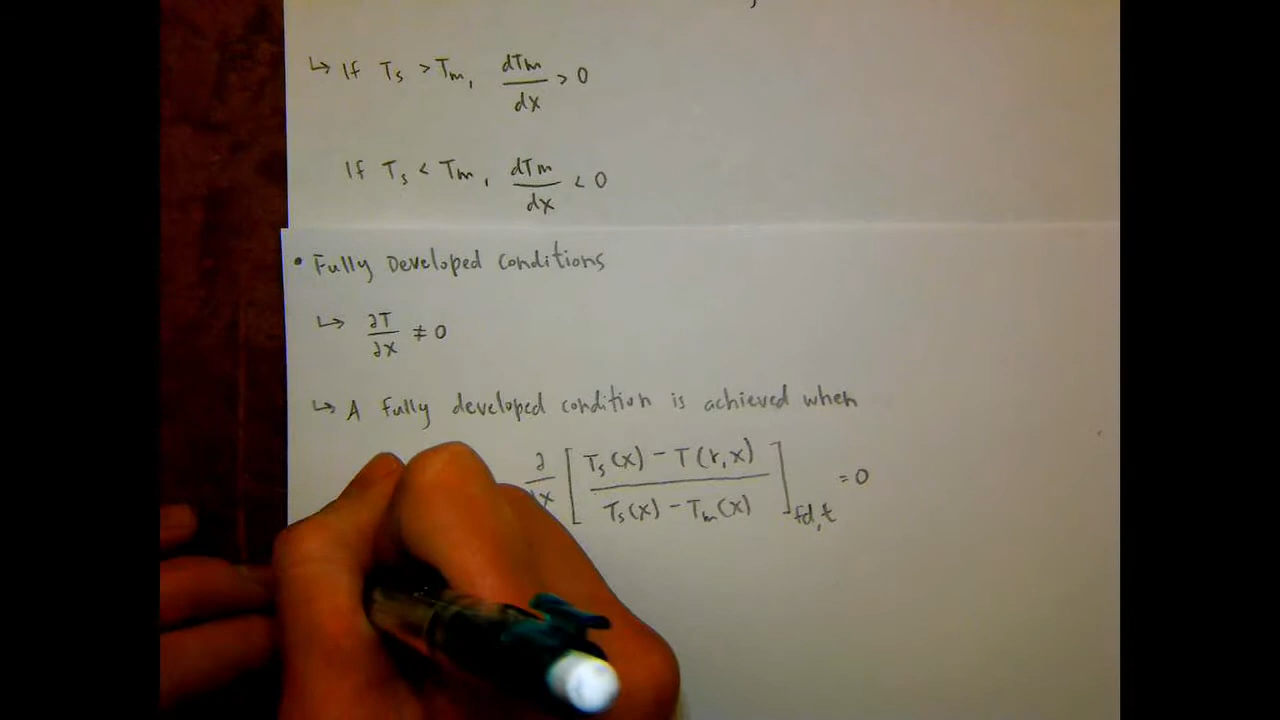 ↳ If Ts > Tm, dTm/dx > 0
If Ts < Tm, dTm/dx < 0
• Fully Developed Conditions
↳ ∂T/∂x ≠ 0
↳ A fully developed condition is achieved when
∂/∂x [ Ts(x) - T(r,x) / Ts(x) - Tm(x) ]fd,t = 0